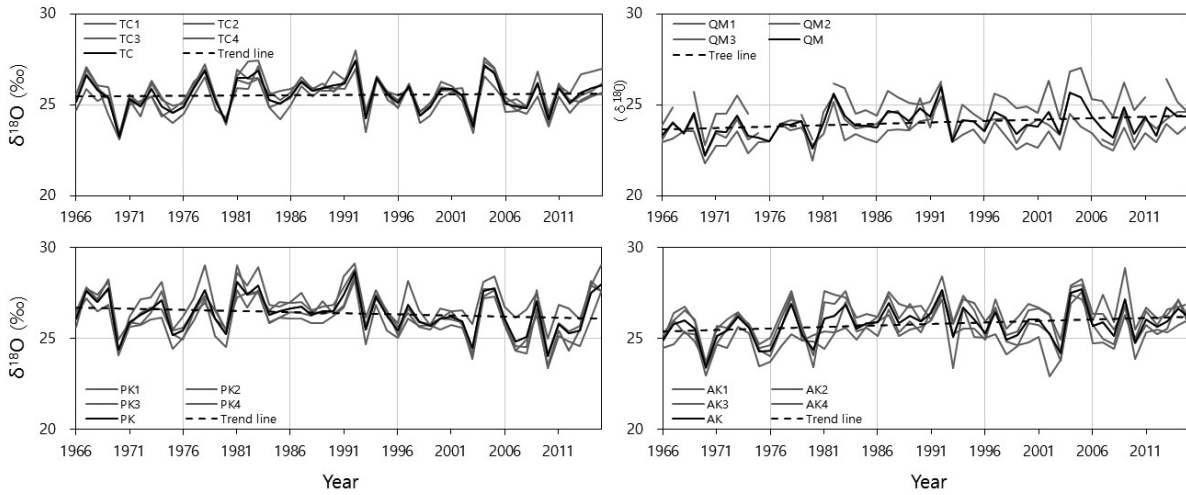 30
25
20
δ¹⁸O (‰)
TC1 TC2
TC3 TC4
TC Trend line
1966 1971 1976 1981 1986 1991 1996 2001 2006 2011
30
25
20
(δ¹⁸O)
QM1 QM2
QM3 QM
Tree line
1966 1971 1976 1981 1986 1991 1996 2001 2006 2011
30
25
20
δ¹⁸O (‰)
PK1 PK2
PK3 PK4
PK Trend line
1966 1971 1976 1981 1986 1991 1996 2001 2006 2011
Year
30
25
20
AK1 AK2
AK3 AK4
AK Trend line
1966 1971 1976 1981 1986 1991 1996 2001 2006 2011
Year